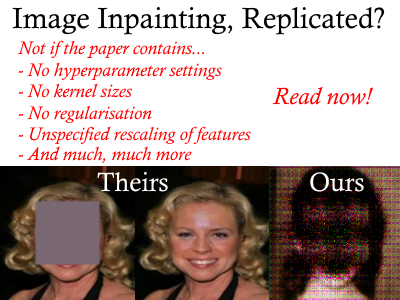 Image Inpainting, Replicated?
Not if the paper contains...
- No hyperparameter settings
- No kernel sizes
Read now!
- No regularisation
- Unspecified rescaling of features
- And much, much more
Theirs
Ours